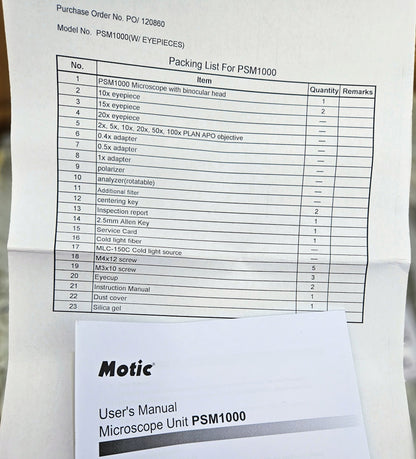 Purchase Order No. PO/ 120860
Model No. PSM1000(W/ EYEPIECES)
Packing List For PSM1000
No. Item Quantity Remarks
1 PSM1000 Microscope with binocular head 1
2 10x eyepiece 2
3 15x eyepiece —
4 20x eyepiece —
5 2x, 5x, 10x, 20x, 50x, 100x PLAN APO objective —
6 0.4x adapter —
7 0.5x adapter —
8 1x adapter —
9 polarizer —
10 analyzer(rotatable) —
11 Additional filter —
12 centering key 2
13 Inspection report 1
14 2.5mm Allen Key 1
15 Service Card 1
16 Cold light fiber —
17 MLC-150C Cold light source —
18 M4x12 screw 5
19 M3x10 screw 3
20 Eyecup 2
21 Instruction Manual 1
22 Dust cover 1
23 Silica gel
Motic®
User's Manual
Microscope Unit PSM1000